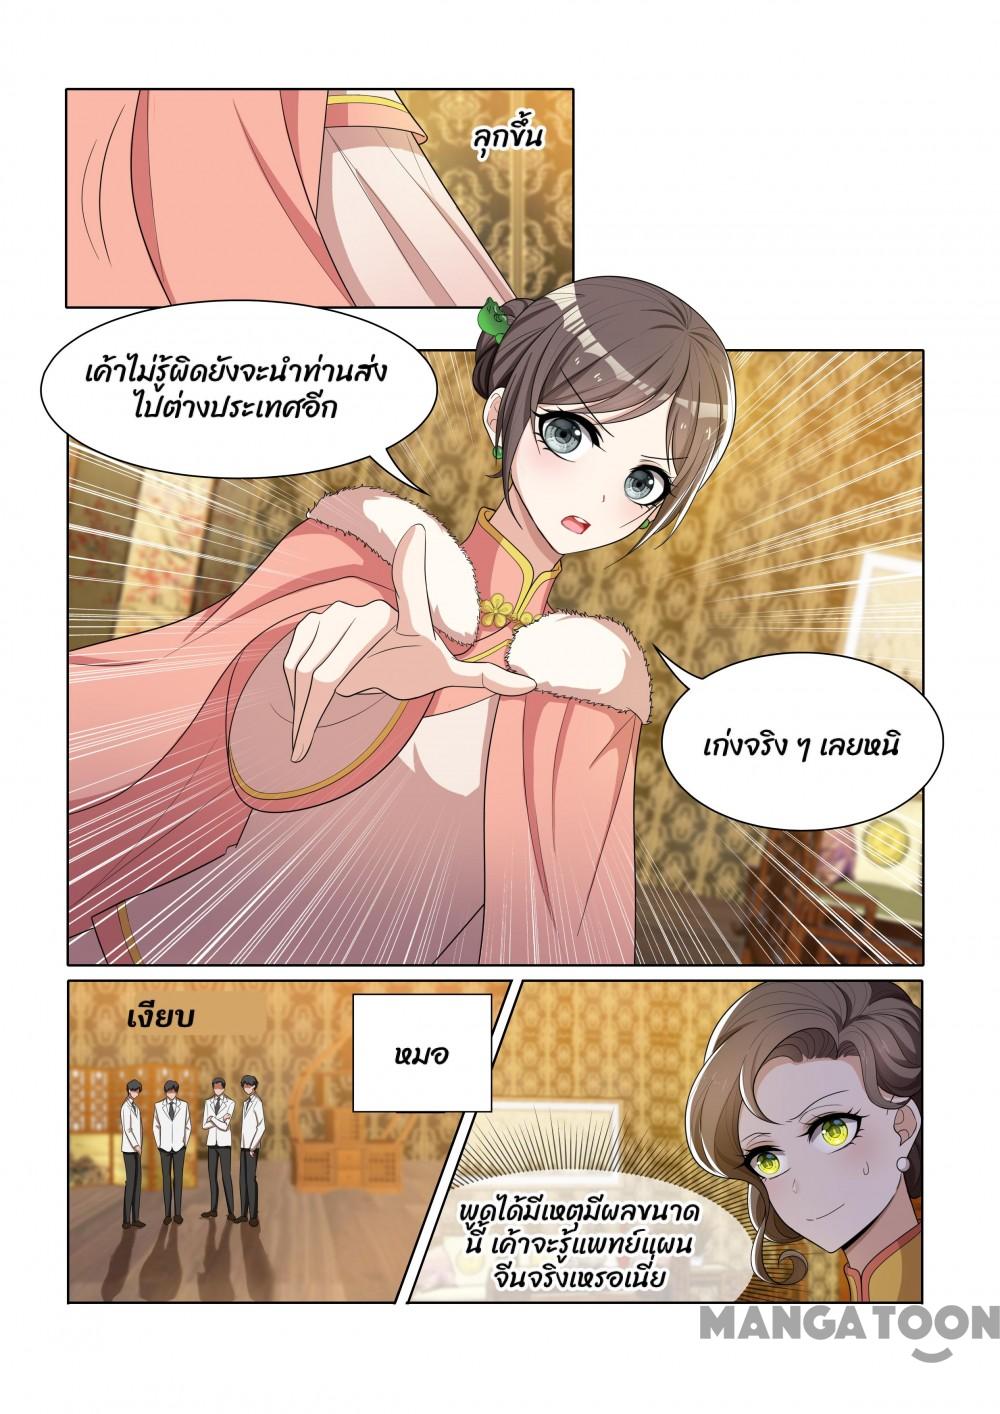 ลุกขึ้น
เค้าไม่รู้ผิดยังจะนำท่านส่ง
ไปต่างประเทศอีก
เก่งจริง ๆ เลยหนิ
เงียบ
หมอ
พูดได้มีเหตุมีผลขนาด
นี้ เค้าจะรู้แพทย์แผน
จีนจริงเหรอเนี่ย
MANGATOON